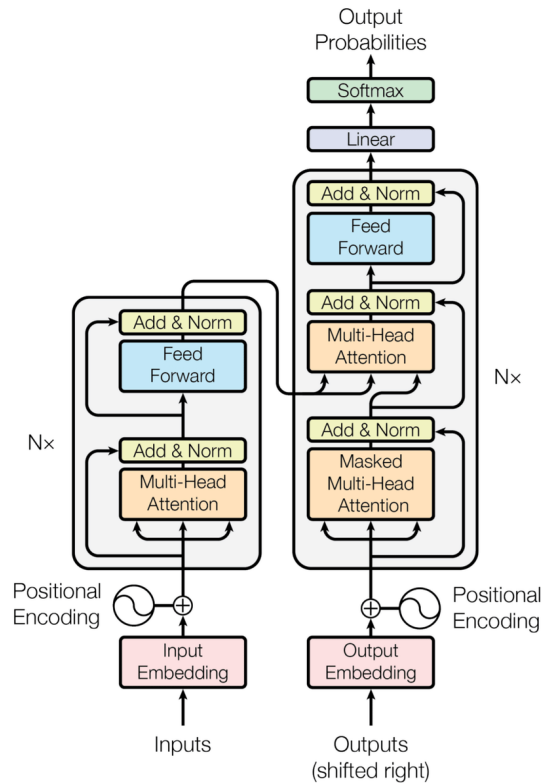 Output
Probabilities
Softmax
Linear
Add & Norm
Feed
Forward
Add & Norm
Multi-Head
Attention
Add & Norm
Masked
Multi-Head
Attention
N×
Positional
Encoding
Output
Embedding
Outputs
(shifted right)
Add & Norm
Feed
Forward
Add & Norm
Multi-Head
Attention
N×
Positional
Encoding
Input
Embedding
Inputs